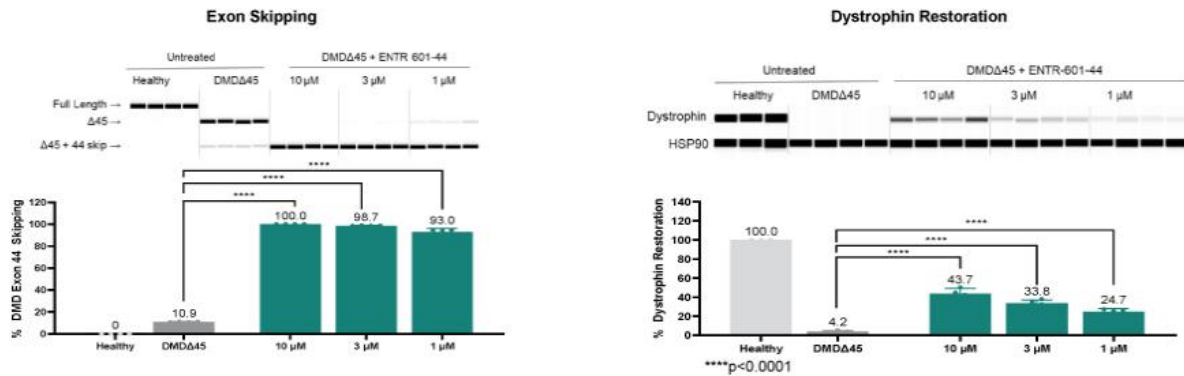 Exon Skipping
Untreated
DMDΔ45 + ENTR 601-44
Healthy
DMDΔ45
10 µM
3 µM
1 µM
Full Length →
Δ45 →
Δ45 + 44 skip →
****
****
****
% DMD Exon 44 Skipping
120
100
80
60
40
20
0
0
10.9
100.0
98.7
93.0
Healthy
DMDΔ45
10 µM
3 µM
1 µM
Dystrophin Restoration
Untreated
DMDΔ45 + ENTR-601-44
Healthy
DMDΔ45
10 µM
3 µM
1 µM
Dystrophin
HSP90
****
****
****
% Dystrophin Restoration
140
120
100
80
60
40
20
0
100.0
4.2
43.7
33.8
24.7
Healthy
DMDΔ45
10 µM
3 µM
1 µM
****p<0.0001